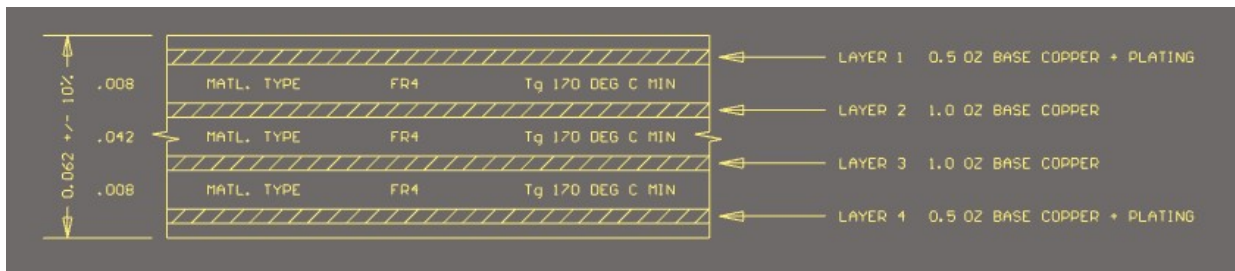 LAYER 1 0.5 OZ BASE COPPER + PLATING
.008 MATL. TYPE FR4 Tg 170 DEG C MIN
LAYER 2 1.0 OZ BASE COPPER
0.062 +/- 10%
.042 MATL. TYPE FR4 Tg 170 DEG C MIN
LAYER 3 1.0 OZ BASE COPPER
.008 MATL. TYPE FR4 Tg 170 DEG C MIN
LAYER 4 0.5 OZ BASE COPPER + PLATING